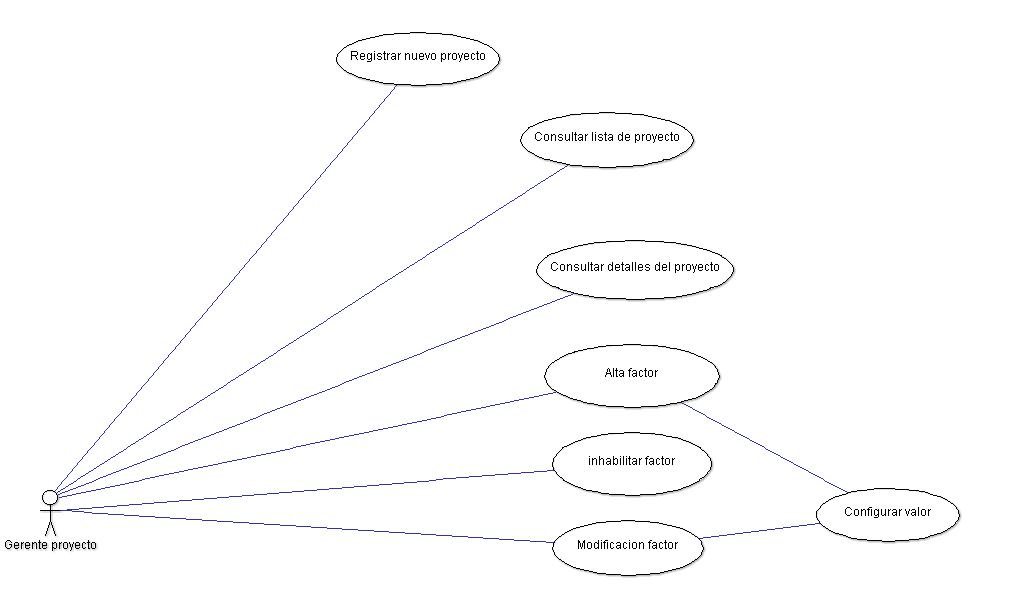 Registrar nuevo proyecto
Consultar lista de proyecto
Consultar detalles del proyecto
Alta factor
inhabilitar factor
Configurar valor
Modificacion factor
Gerente proyecto